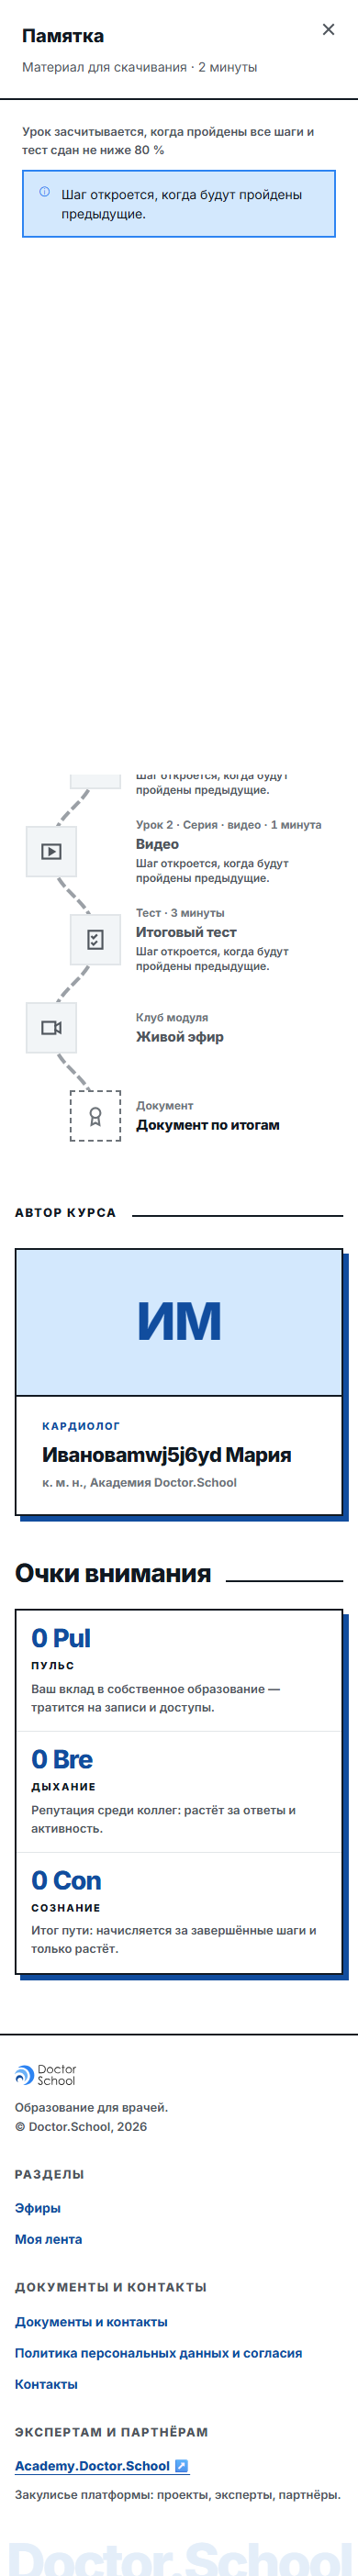 Памятка
Материал для скачивания · 2 минуты
Урок засчитывается, когда пройдены все шаги и
тест сдан не ниже 80 %
Шаг откроется, когда будут пройдены
предыдущие.
Шаг откроется, когда будут
пройдены предыдущие.
Урок 2 · Серия · видео · 1 минута
Видео
Шаг откроется, когда будут
пройдены предыдущие.
Тест · 3 минуты
Итоговый тест
Шаг откроется, когда будут
пройдены предыдущие.
Клуб модуля
Живой эфир
Документ
Документ по итогам
АВТОР КУРСА
ИМ
КАРДИОЛОГ
Ивановаmwj5j6yd Мария
к. м. н., Академия Doctor.School
Очки внимания
0 Pul
ПУЛЬС
Ваш вклад в собственное образование —
тратится на записи и доступы.
0 Bre
ДЫХАНИЕ
Репутация среди коллег: растёт за ответы и
активность.
0 Con
СОЗНАНИЕ
Итог пути: начисляется за завершённые шаги и
только растёт.
Doctor
School
Образование для врачей.
© Doctor.School, 2026
РАЗДЕЛЫ
Эфиры
Моя лента
ДОКУМЕНТЫ И КОНТАКТЫ
Документы и контакты
Политика персональных данных и согласия
Контакты
ЭКСПЕРТАМ И ПАРТНЁРАМ
Academy.Doctor.School ↗
Закулисье платформы: проекты, эксперты, партнёры.
Doctor.School